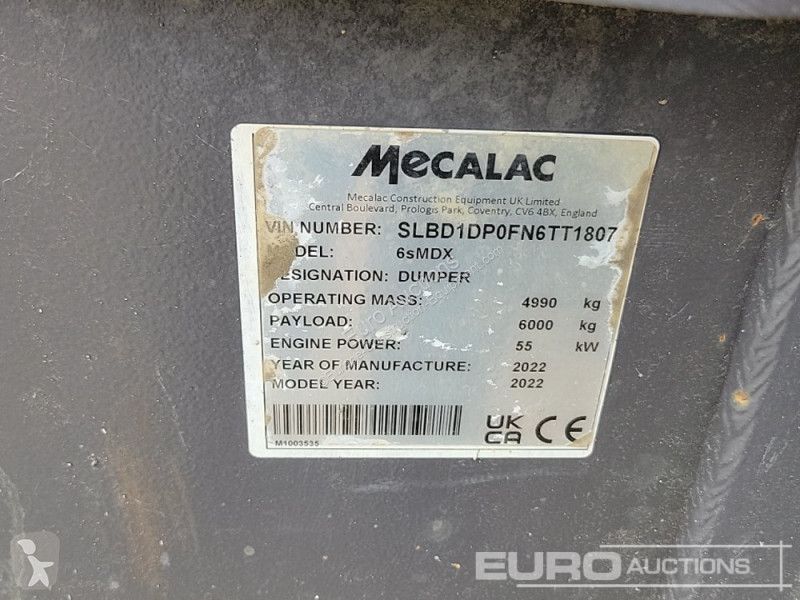 MECALAC
Mecalac Construction Equipment UK Limited
Central Boulevard, Prologis Park, Coventry, CV6 4BX, England
VIN NUMBER: SLBD1DP0FN6TT1807
MODEL: 6sMDX
DESIGNATION: DUMPER
OPERATING MASS: 4990 kg
PAYLOAD: 6000 kg
ENGINE POWER: 55 kW
YEAR OF MANUFACTURE: 2022
MODEL YEAR: 2022
M1003535
UK
CA CE
EURO AUCTIONS